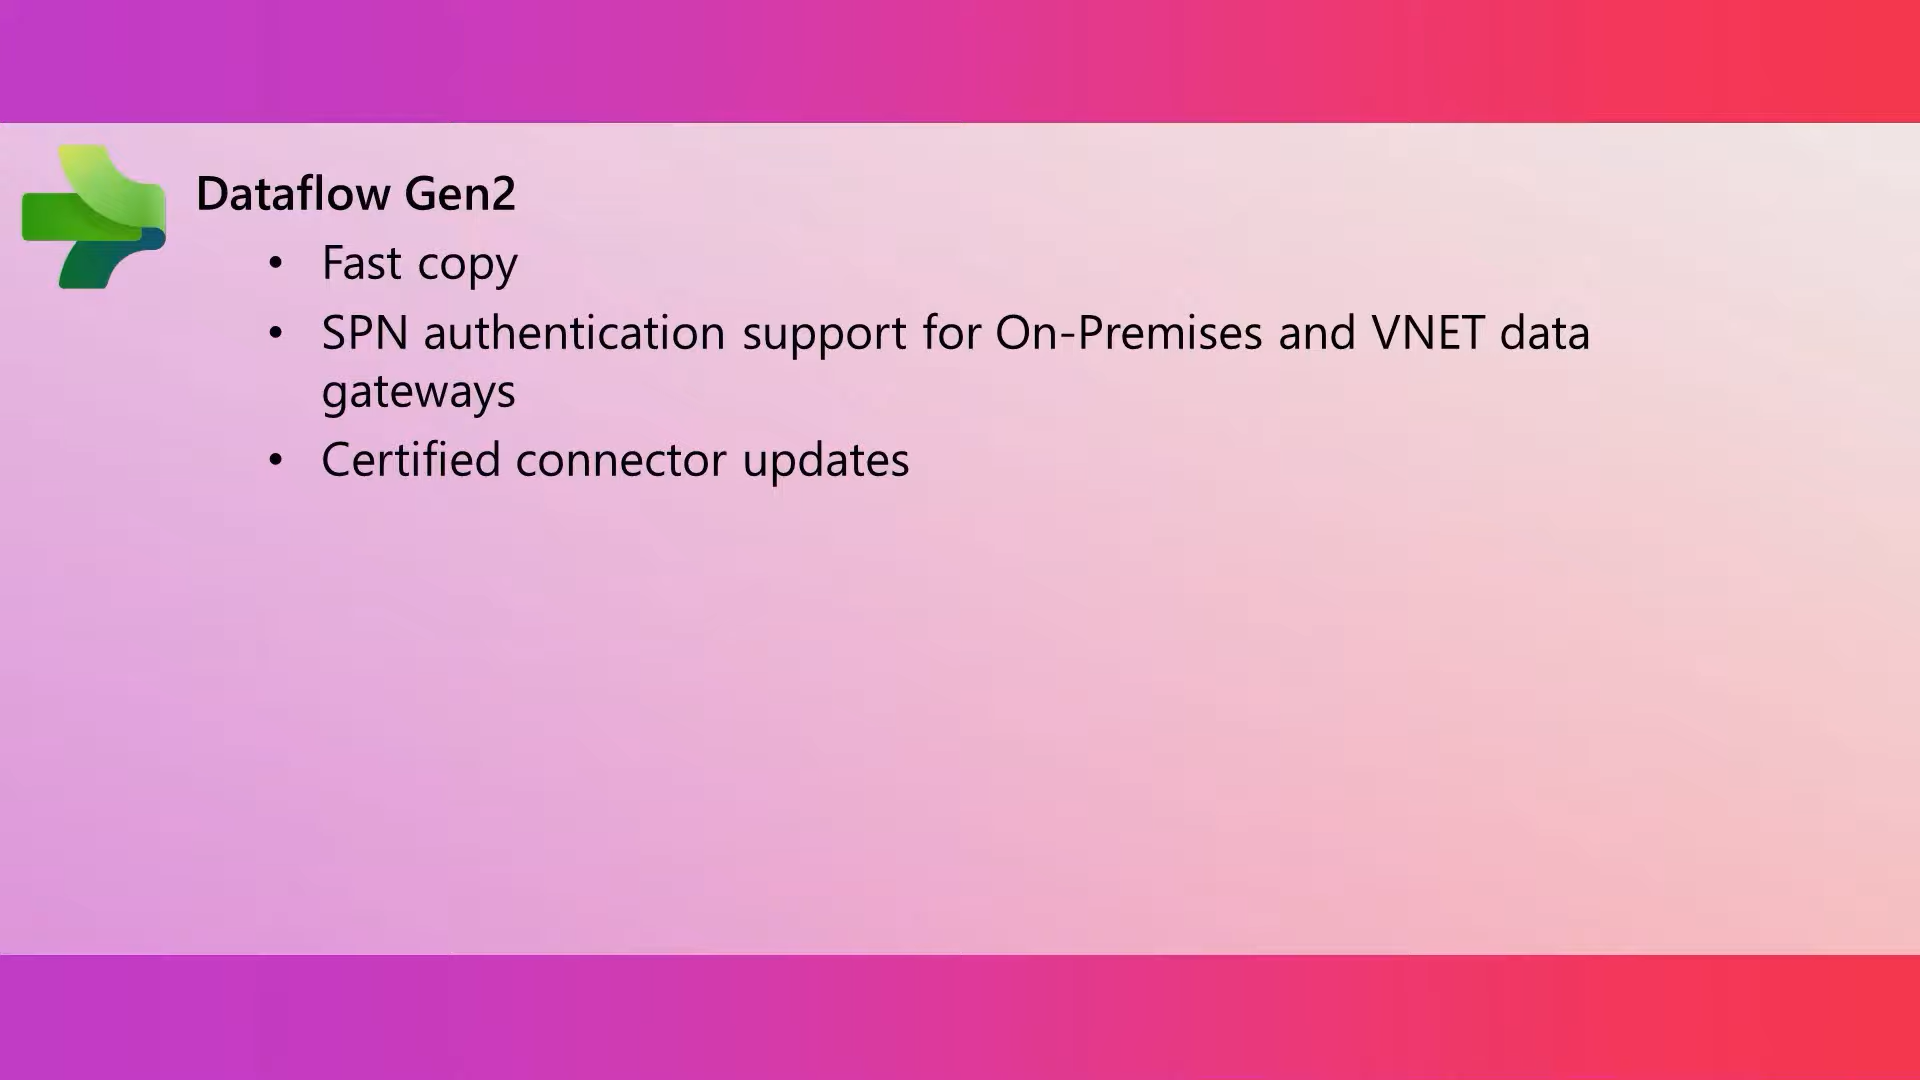 Dataflow Gen2
• Fast copy
• SPN authentication support for On-Premises and VNET data
gateways
• Certified connector updates